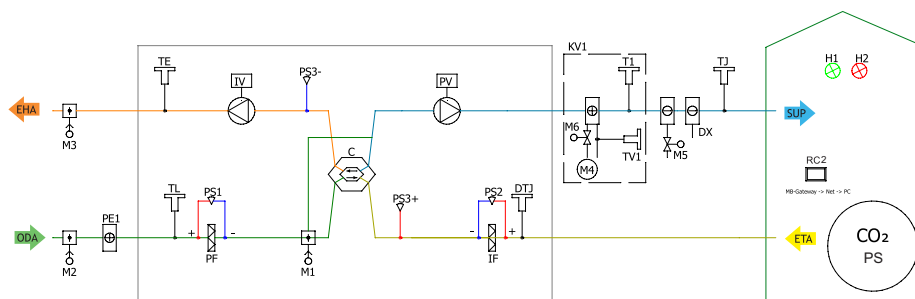 KV1
TE
IV
PS3-
PV
T1
TJ
H1
H2
EHA
M3
SUP
M6
DX
M5
TV1
M4
C
RC2
MB-Gateway -> Net -> PC
TL
PS1
PS3+
PS2
DTJ
PE1
+
-
-
+
ODA
M2
PF
M1
IF
ETA
CO₂
PS